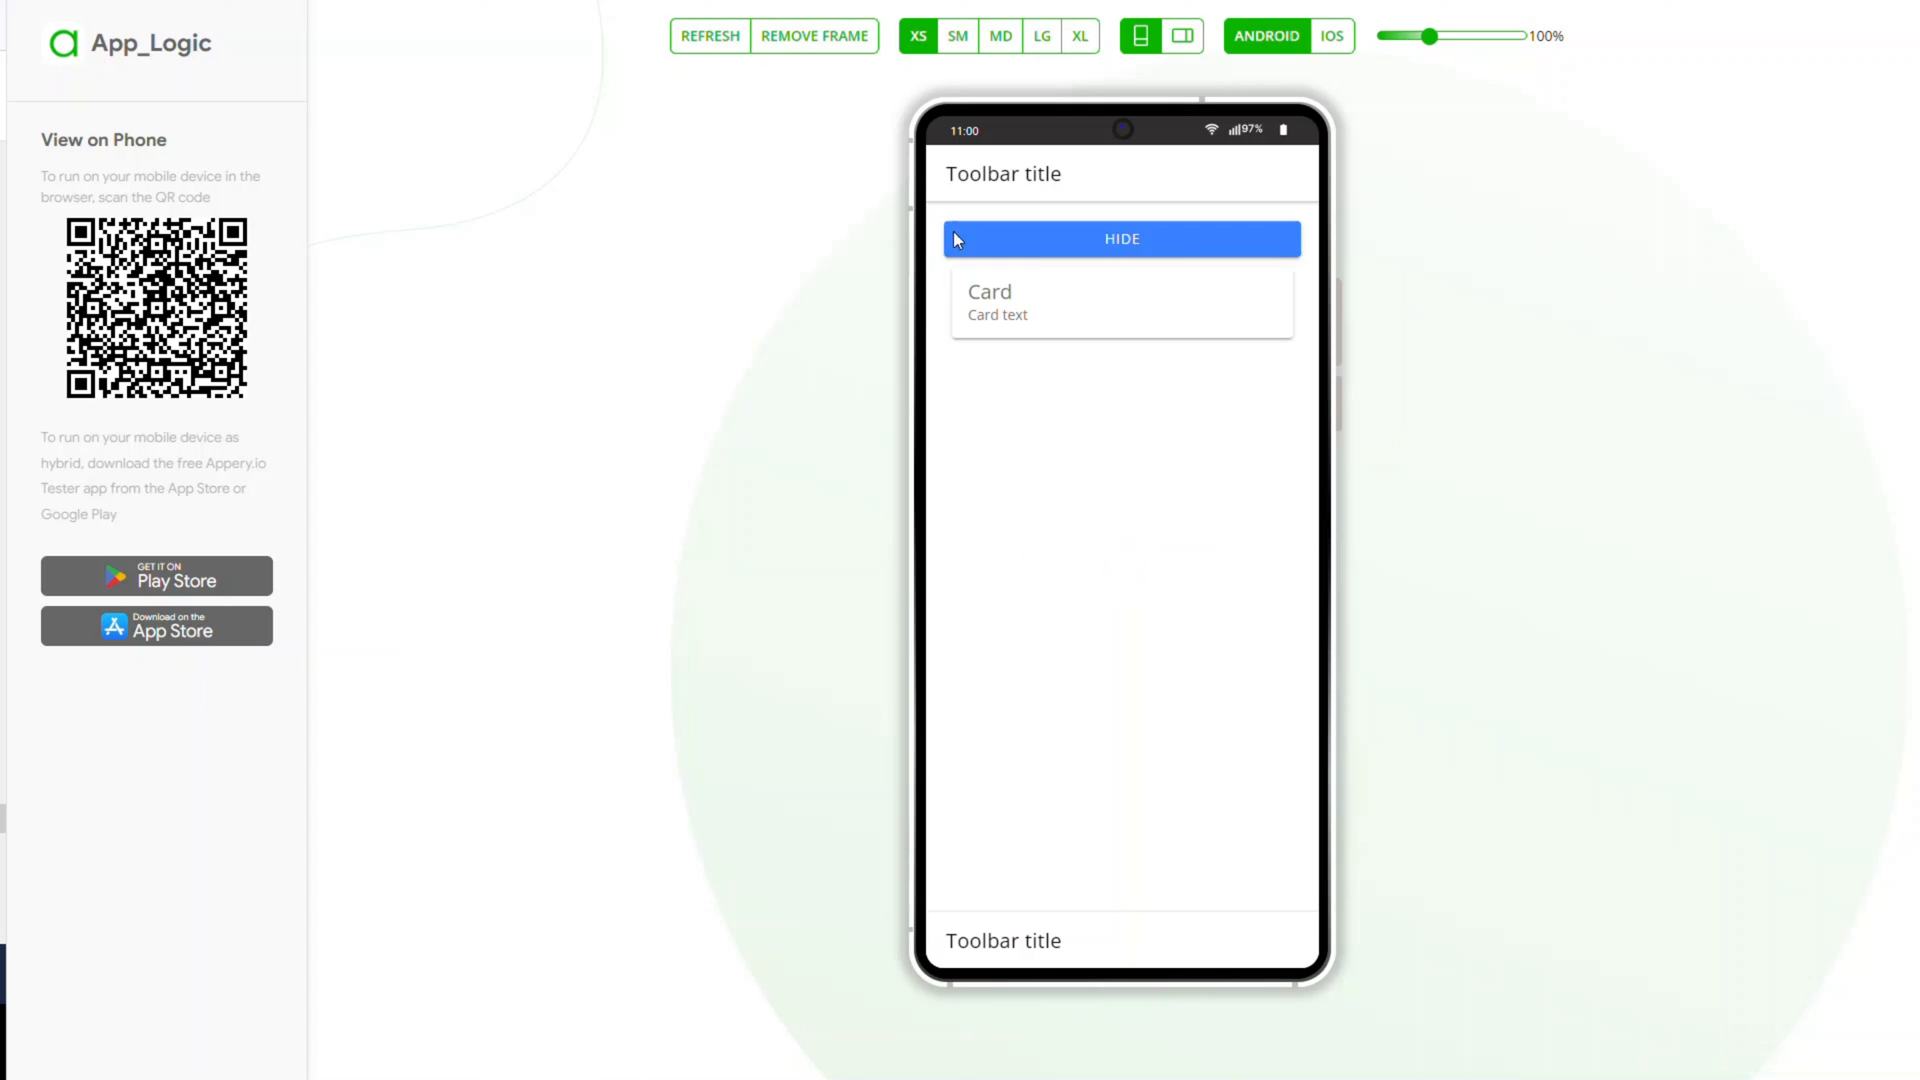 App_Logic
REFRESH REMOVE FRAME XS SM MD LG XL ANDROID IOS 100%
View on Phone
To run on your mobile device in the
browser, scan the QR code
To run on your mobile device as
hybrid, download the free Appery.io
Tester app from the App Store or
Google Play
GET IT ON
Play Store
Download on the
App Store
11:00 97%
Toolbar title
HIDE
Card
Card text
Toolbar title